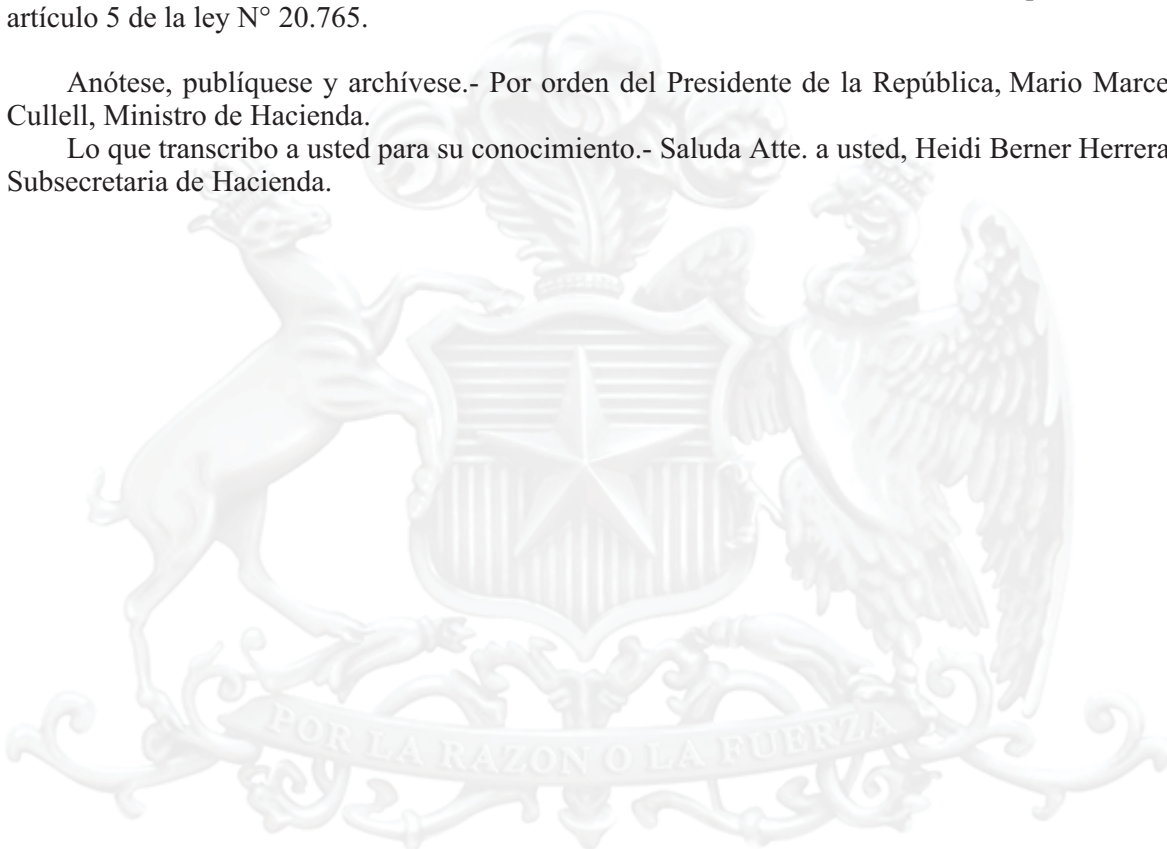 artículo 5 de la ley N° 20.765.
Anótese, publíquese y archívese.- Por orden del Presidente de la República, Mario Marcel
Cullell, Ministro de Hacienda.
Lo que transcribo a usted para su conocimiento.- Saluda Atte. a usted, Heidi Berner Herrera
Subsecretaria de Hacienda.
POR LA RAZON O LA FUERZA